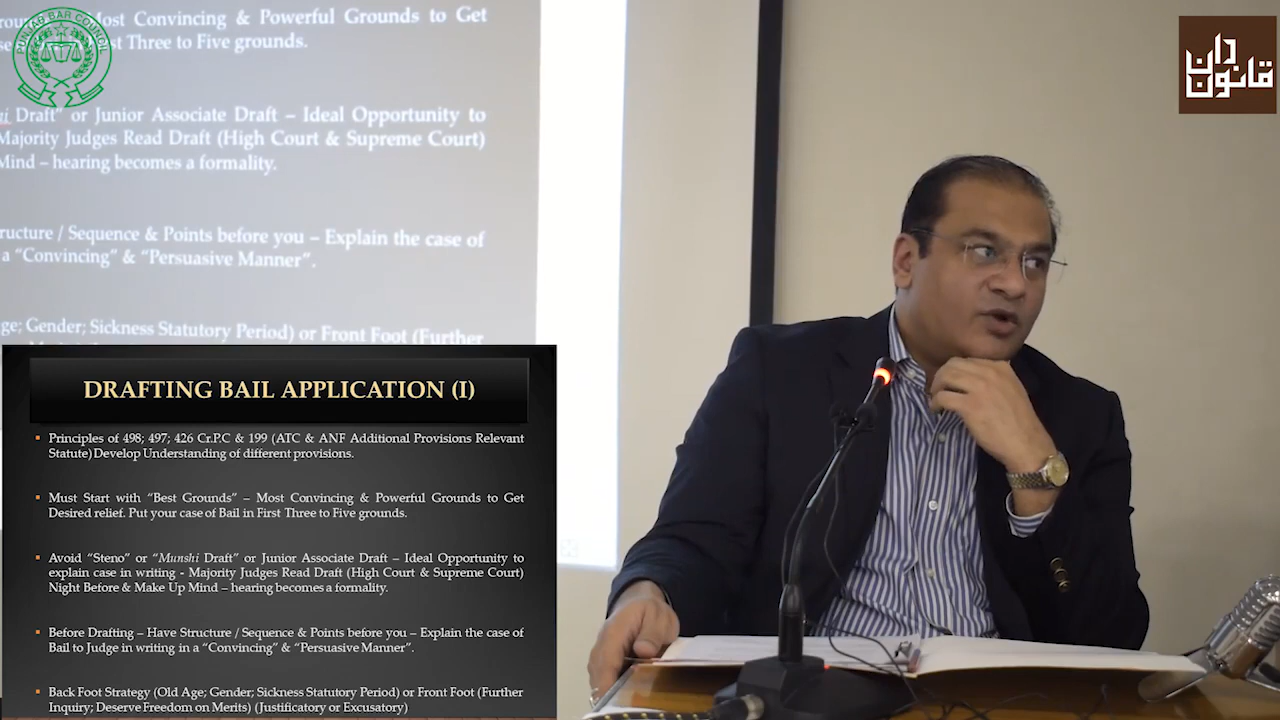 roun
Most Convincing & Powerful Grounds to Get
st Three to Five grounds.
PUNJAB BAR COUNCIL
قانون دان
Draft” or Junior Associate Draft – Ideal Opportunity to
Majority Judges Read Draft (High Court & Supreme Court)
Mind – hearing becomes a formality.
ructure / Sequence & Points before you – Explain the case of
a “Convincing” & “Persuasive Manner”.
ge; Gender; Sickness Statutory Period) or Front Foot (Further
DRAFTING BAIL APPLICATION (I)
▪ Principles of 498; 497; 426 Cr.P.C & 199 (ATC & ANF Additional Provisions Relevant
Statute) Develop Understanding of different provisions.
▪ Must Start with “Best Grounds” – Most Convincing & Powerful Grounds to Get
Desired relief. Put your case of Bail in First Three to Five grounds.
▪ Avoid “Steno” or “Munshi Draft” or Junior Associate Draft – Ideal Opportunity to
explain case in writing - Majority Judges Read Draft (High Court & Supreme Court)
Night Before & Make Up Mind – hearing becomes a formality.
▪ Before Drafting – Have Structure / Sequence & Points before you – Explain the case of
Bail to Judge in writing in a “Convincing” & “Persuasive Manner”.
▪ Back Foot Strategy (Old Age; Gender; Sickness Statutory Period) or Front Foot (Further
Inquiry; Deserve Freedom on Merits) (Justificatory or Excusatory)